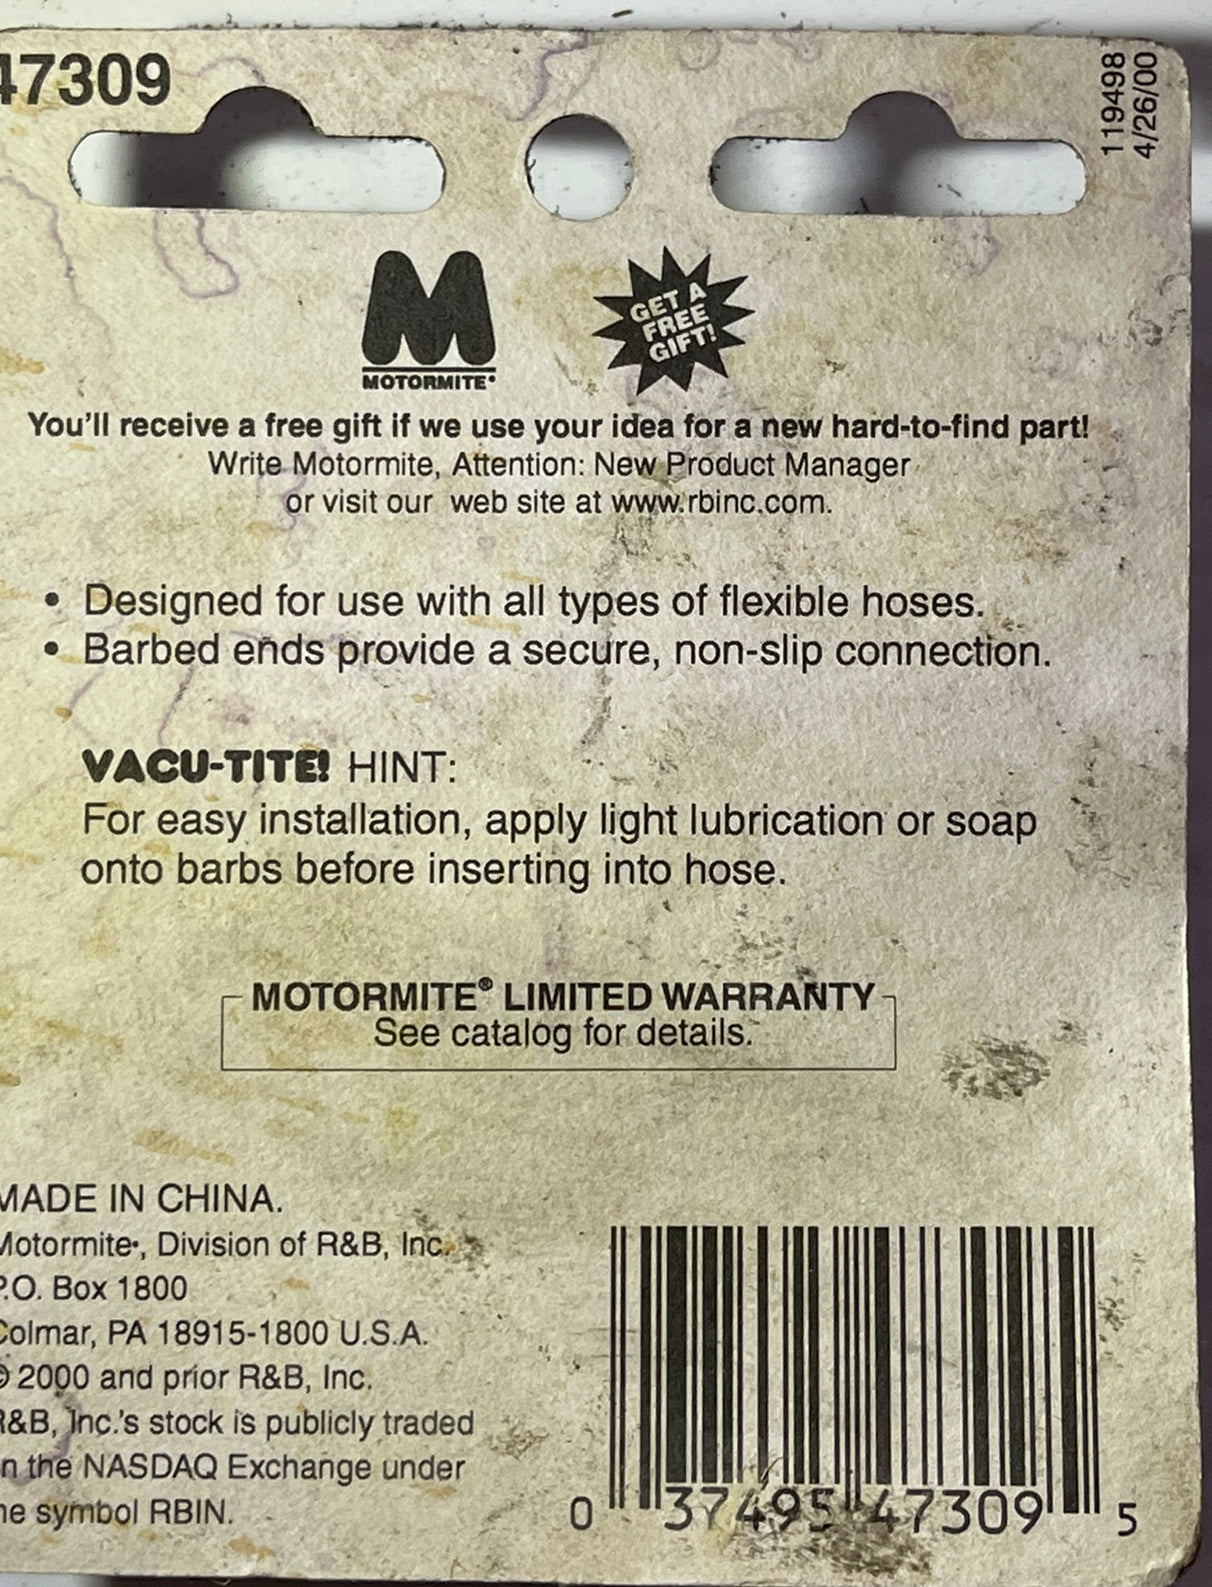 47309
119498
4/26/00
M
MOTORMITE®
GET A
FREE
GIFT!
You'll receive a free gift if we use your idea for a new hard-to-find part!
Write Motormite, Attention: New Product Manager
or visit our web site at www.rbinc.com.
• Designed for use with all types of flexible hoses.
• Barbed ends provide a secure, non-slip connection.
VACU-TITE! HINT:
For easy installation, apply light lubrication or soap
onto barbs before inserting into hose.
MOTORMITE® LIMITED WARRANTY
See catalog for details.
MADE IN CHINA.
Motormite®, Division of R&B, Inc.
P.O. Box 1800
Colmar, PA 18915-1800 U.S.A.
© 2000 and prior R&B, Inc.
R&B, Inc.'s stock is publicly traded
n the NASDAQ Exchange under
he symbol RBIN.
0 37495 47309 5